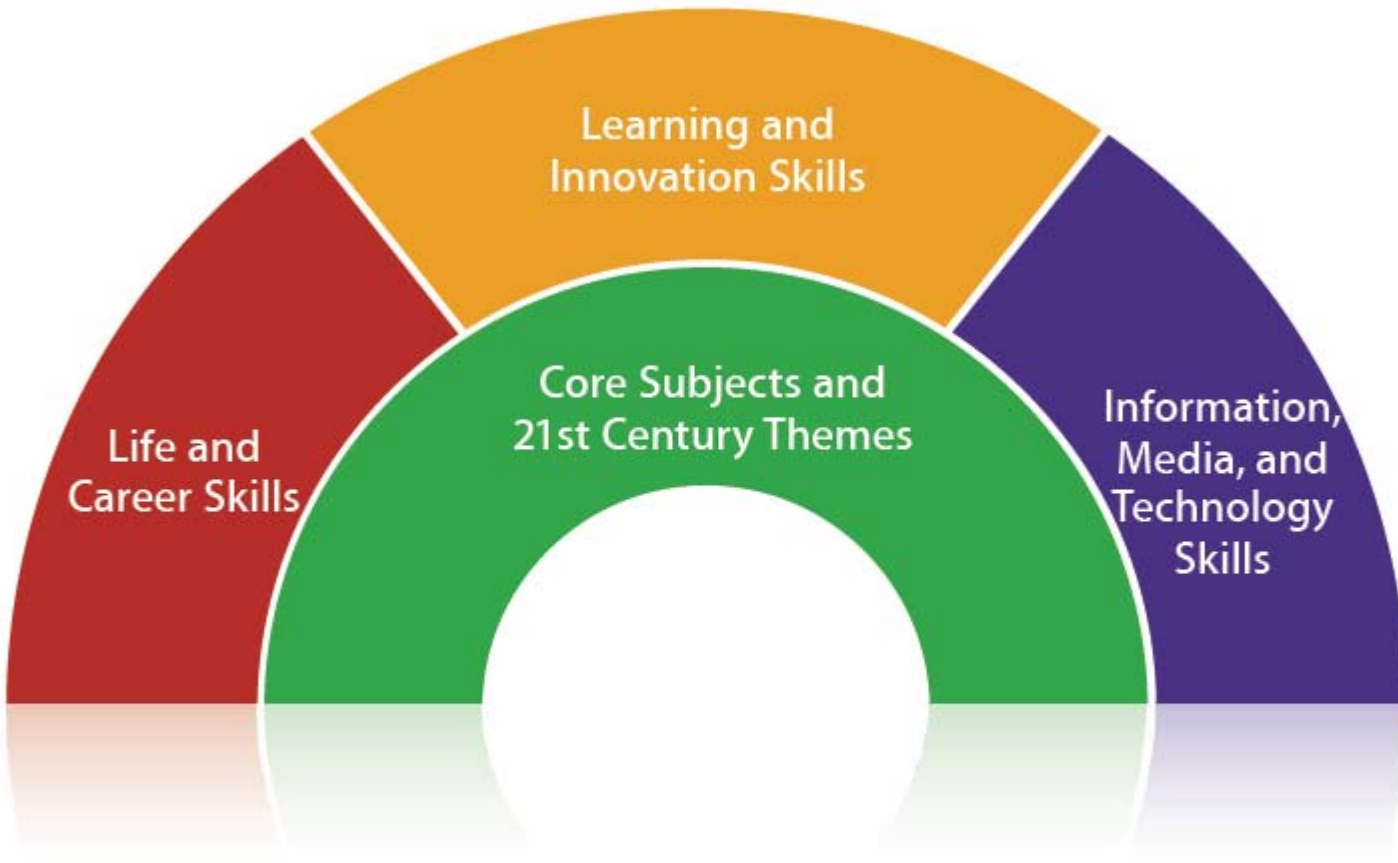 Learning and
Innovation Skills
Life and
Career Skills
Core Subjects and
21st Century Themes
Information,
Media, and
Technology
Skills